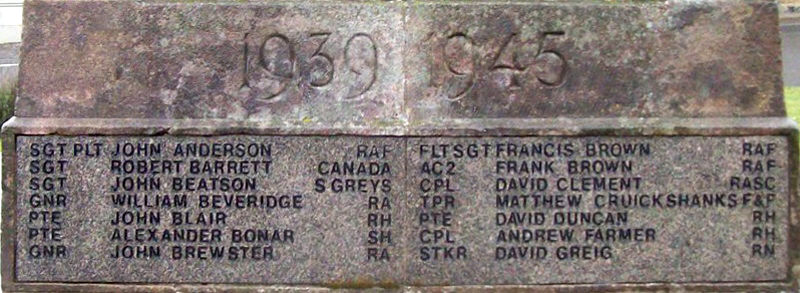 1939 1945
SGT PLT JOHN ANDERSON RAF
SGT ROBERT BARRETT CANADA
SGT JOHN BEATSON S GREYS
GNR WILLIAM BEVERIDGE RA
PTE JOHN BLAIR RH
PTE ALEXANDER BONAR SH
GNR JOHN BREWSTER RA
FLT SGT FRANCIS BROWN RAF
AC2 FRANK BROWN RAF
CPL DAVID CLEMENT RASC
TPR MATTHEW CRUICKSHANKS F&F
PTE DAVID DUNCAN RH
CPL ANDREW FARMER RH
STKR DAVID GREIG RN